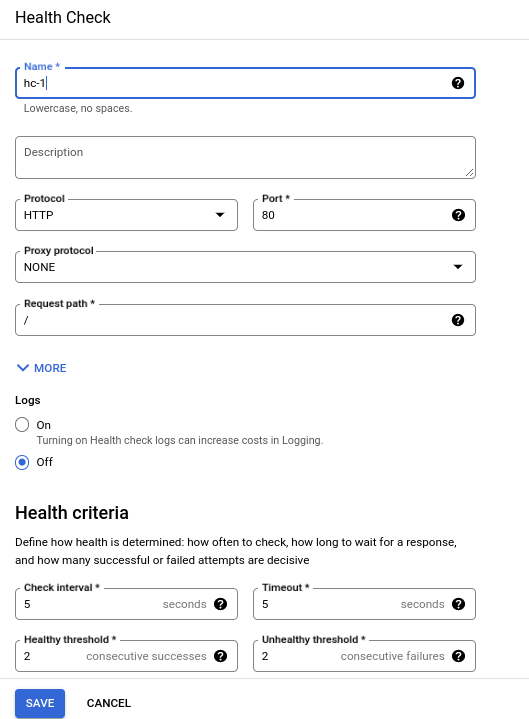 Health Check
Name *
hc-1
Lowercase, no spaces.
Description
Protocol
HTTP
Port *
80
Proxy protocol
NONE
Request path *
/
MORE
Logs
On
Turning on Health check logs can increase costs in Logging.
Off
Health criteria
Define how health is determined: how often to check, how long to wait for a response,
and how many successful or failed attempts are decisive
Check interval *
5 seconds
Timeout *
5 seconds
Healthy threshold *
2 consecutive successes
Unhealthy threshold *
2 consecutive failures
SAVE CANCEL